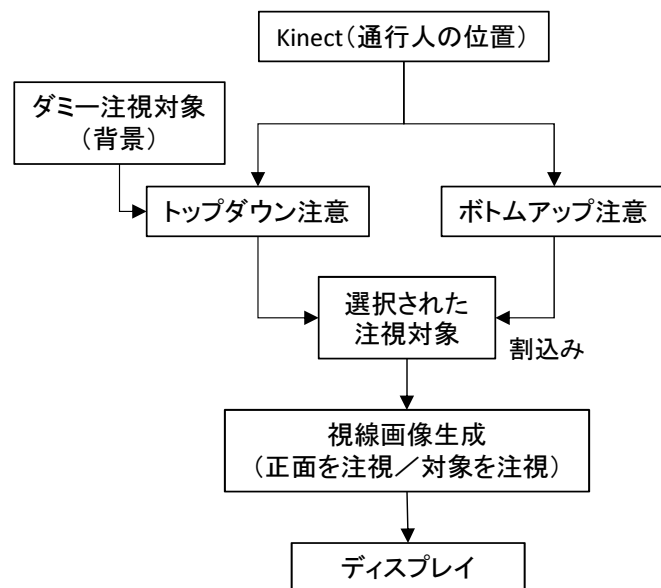 Kinect（通行人の位置）
ダミー注視対象
（背景）
トップダウン注意
ボトムアップ注意
選択された
注視対象
割込み
視線画像生成
（正面を注視／対象を注視）
ディスプレイ